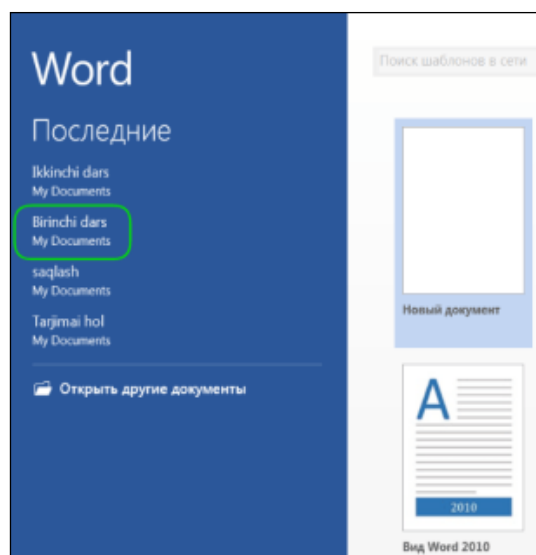 Word
Последние
Ikkinchi dars
My Documents
Birinchi dars
My Documents
saqlash
My Documents
Tarjimai hol
My Documents
Открыть другие документы
Поиск шаблонов в сети
Новый документ
A
2010
Вид Word 2010